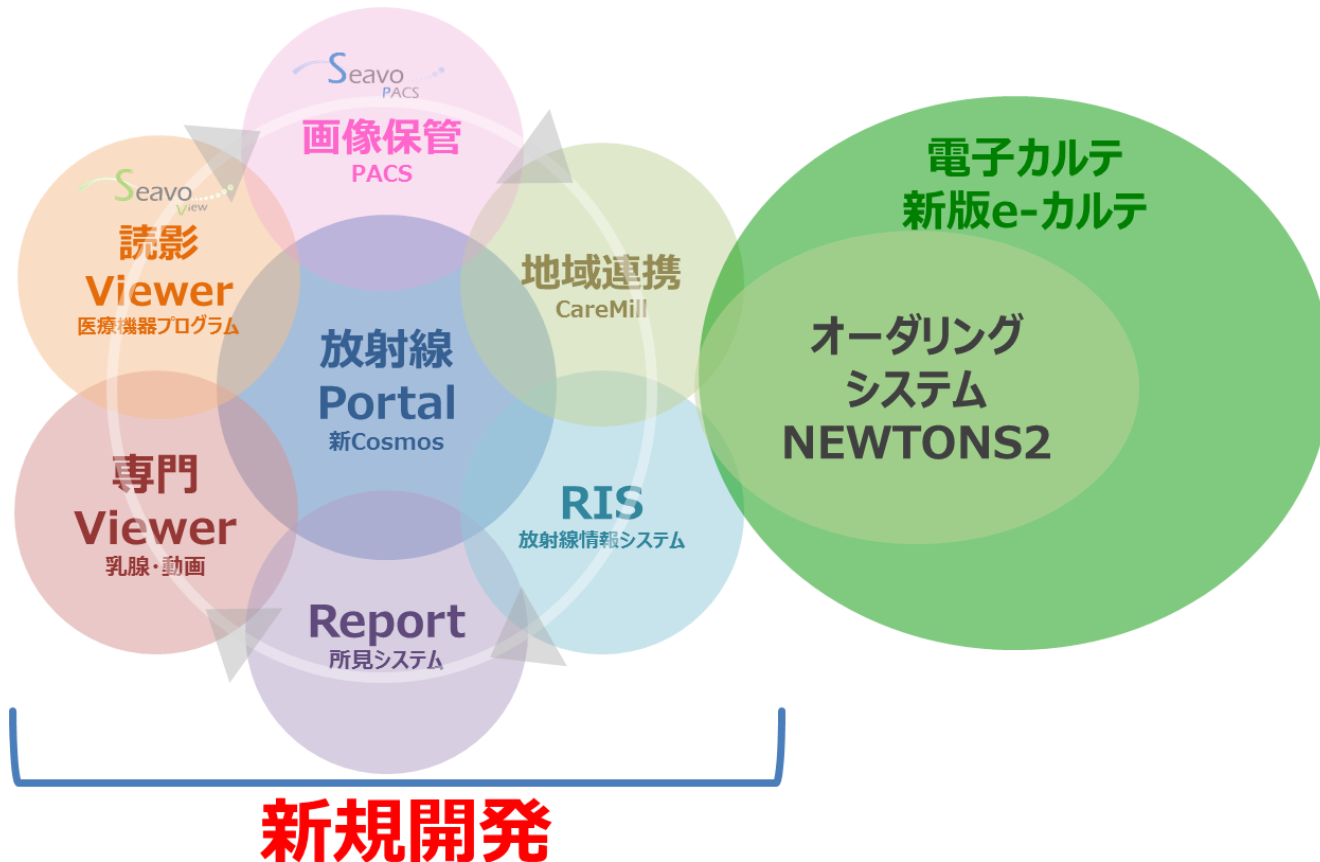 Seavo
PACS
画像保管
PACS
Seavo
View
読影
Viewer
医療機器プログラム
地域連携
CareMill
放射線
Portal
新Cosmos
専門
Viewer
乳腺・動画
RIS
放射線情報システム
Report
所見システム
電子カルテ
新版e-カルテ
オーダリング
システム
NEWTONS2
新規開発